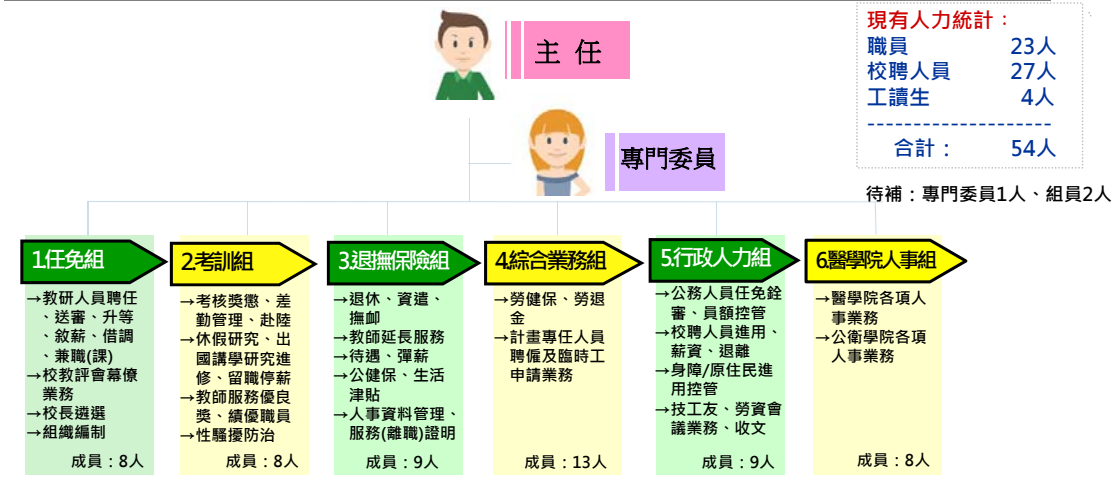 主 任
專門委員
現有人力統計：
職員 23人
校聘人員 27人
工讀生 4人
--------------------
合計： 54人
待補：專門委員1人、組員2人
1.任免組
→教研人員聘任
、送審、升等
、敘薪、借調
、兼職(課)
→校教評會幕僚
業務
→校長遴選
→組織編制
成員：8人
2.考訓組
→考核獎懲、差
勤管理、赴陸
→休假研究、出
國講學研究進
修、留職停薪
→教師服務優良
獎、績優職員
→性騷擾防治
成員：8人
3.退撫保險組
→退休、資遣、
撫卹
→教師延長服務
→待遇、彈薪
→公健保、生活
津貼
→人事資料管理、
服務(離職)證明
成員：9人
4.綜合業務組
→勞健保、勞退
金
→計畫專任人員
聘僱及臨時工
申請業務
成員：13人
5.行政人力組
→公務人員任免銓
審、員額控管
→校聘人員進用、
薪資、退離
→身障/原住民進
用控管
→技工友、勞資會
議業務、收文
成員：9人
6.醫學院人事組
→醫學院各項人
事業務
→公衛學院各項
人事業務
成員：8人